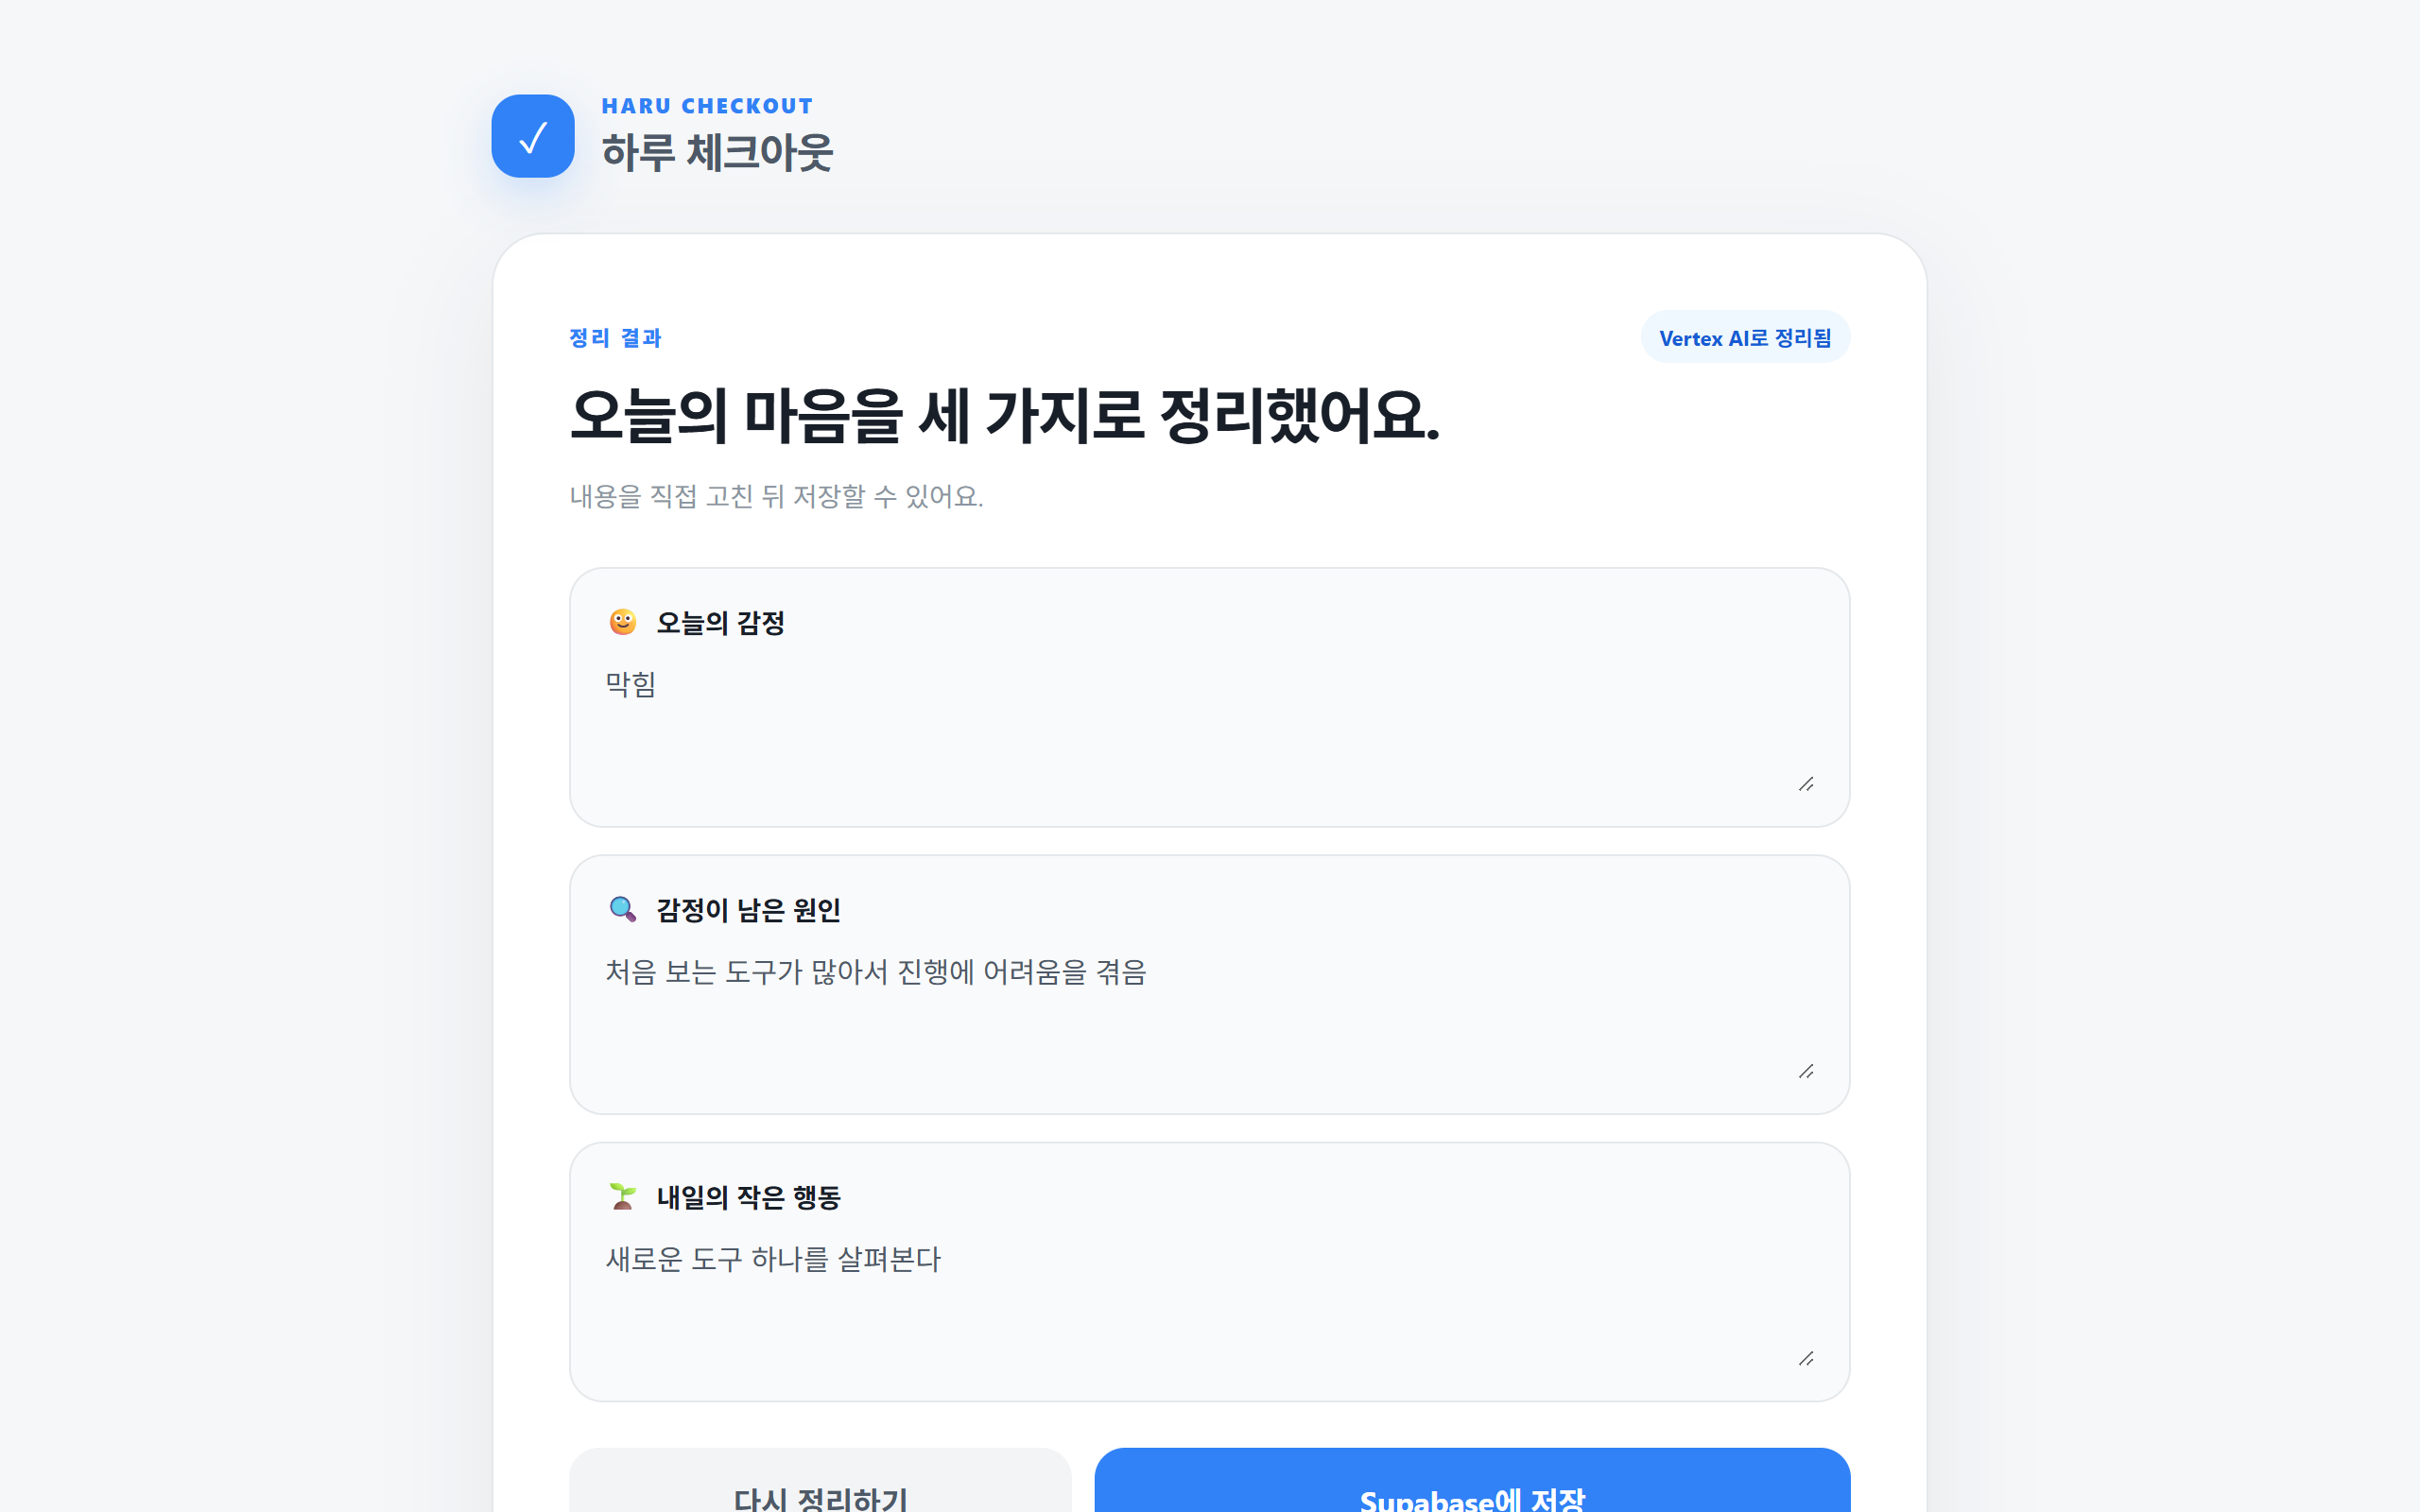 HARU CHECKOUT
하루 체크아웃
정리 결과
Vertex AI로 정리됨
오늘의 마음을 세 가지로 정리했어요.
내용을 직접 고친 뒤 저장할 수 있어요.
오늘의 감정
막힘
감정이 남은 원인
처음 보는 도구가 많아서 진행에 어려움을 겪음
내일의 작은 행동
새로운 도구 하나를 살펴본다
다시 정리하기
Supabase에 저장